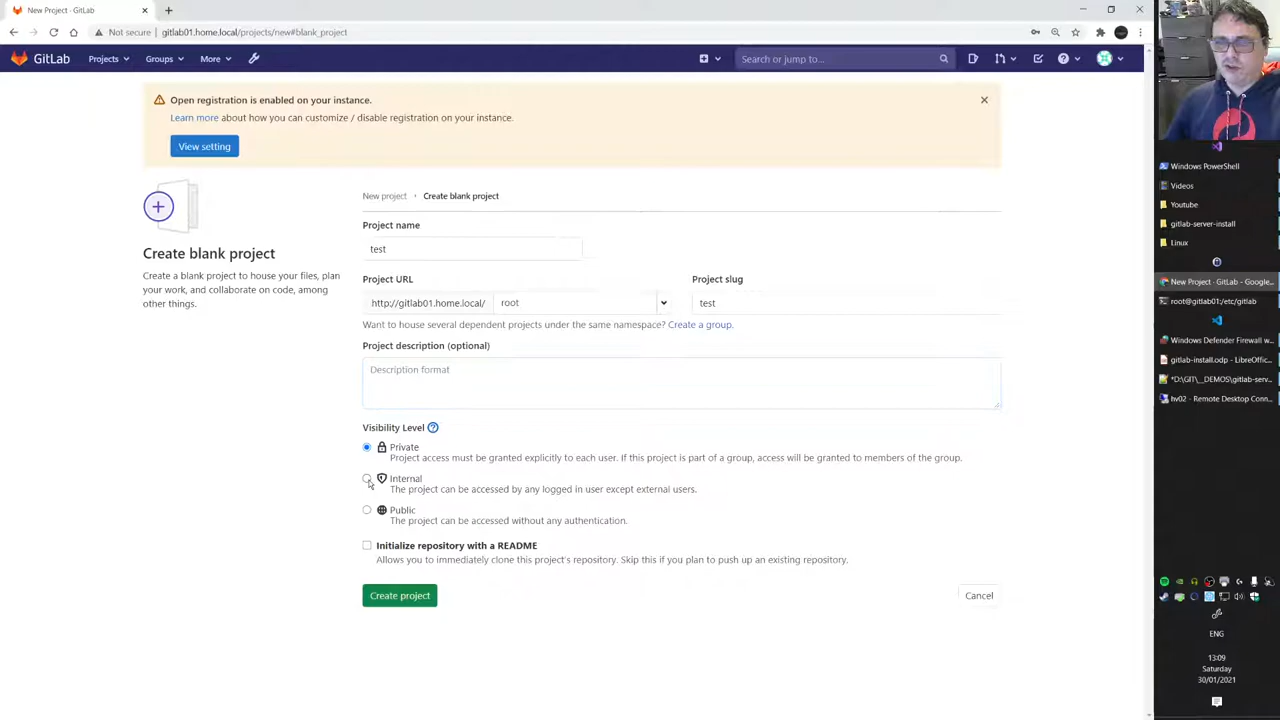 New Project · GitLab
Not secure | gitlab01.home.local/projects/new#blank_project
GitLab
Projects
Groups
More
Search or jump to...
Open registration is enabled on your instance.
Learn more about how you can customize / disable registration on your instance.
View setting
New project › Create blank project
Create blank project
Create a blank project to house your files, plan
your work, and collaborate on code, among
other things.
Project name
test
Project URL
Project slug
http://gitlab01.home.local/
root
test
Want to house several dependent projects under the same namespace? Create a group.
Project description (optional)
Description format
Visibility Level
Private
Project access must be granted explicitly to each user. If this project is part of a group, access will be granted to members of the group.
Internal
The project can be accessed by any logged in user except external users.
Public
The project can be accessed without any authentication.
Initialize repository with a README
Allows you to immediately clone this project's repository. Skip this if you plan to push up an existing repository.
Create project
Cancel
Windows PowerShell
Videos
Youtube
gitlab-server-install
Linux
New Project · GitLab - Google...
root@gitlab01:/etc/gitlab
Windows Defender Firewall w...
gitlab-install.odp - LibreOffic...
*D:\GIT\__DEMOS\gitlab-serv...
hv02 - Remote Desktop Conn...
ENG
13:09
Saturday
30/01/2021